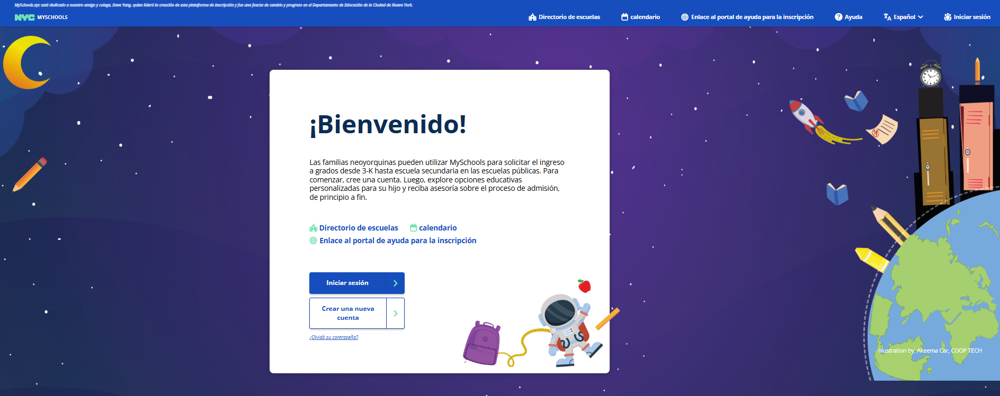 MySchools.nyc está dedicado a nuestro amigo y colega, Dave Yang, quien lideró la creación de esta plataforma de inscripción y fue una fuerza de cambio y progreso en el Departamento de Educación de la Ciudad de Nueva York.
NYC MYSCHOOLS
Directorio de escuelas
calendario
Enlace al portal de ayuda para la inscripción
Ayuda
Español
Iniciar sesión
¡Bienvenido!
Las familias neoyorquinas pueden utilizar MySchools para solicitar el ingreso
a grados desde 3-K hasta escuela secundaria en las escuelas públicas. Para
comenzar, cree una cuenta. Luego, explore opciones educativas
personalizadas para su hijo y reciba asesoría sobre el proceso de admisión,
de principio a fin.
Directorio de escuelas
calendario
Enlace al portal de ayuda para la inscripción
Iniciar sesión
Crear una nueva
cuenta
¿Olvidó su contraseña?.
Illustration by: Akeema Car, COOP TECH